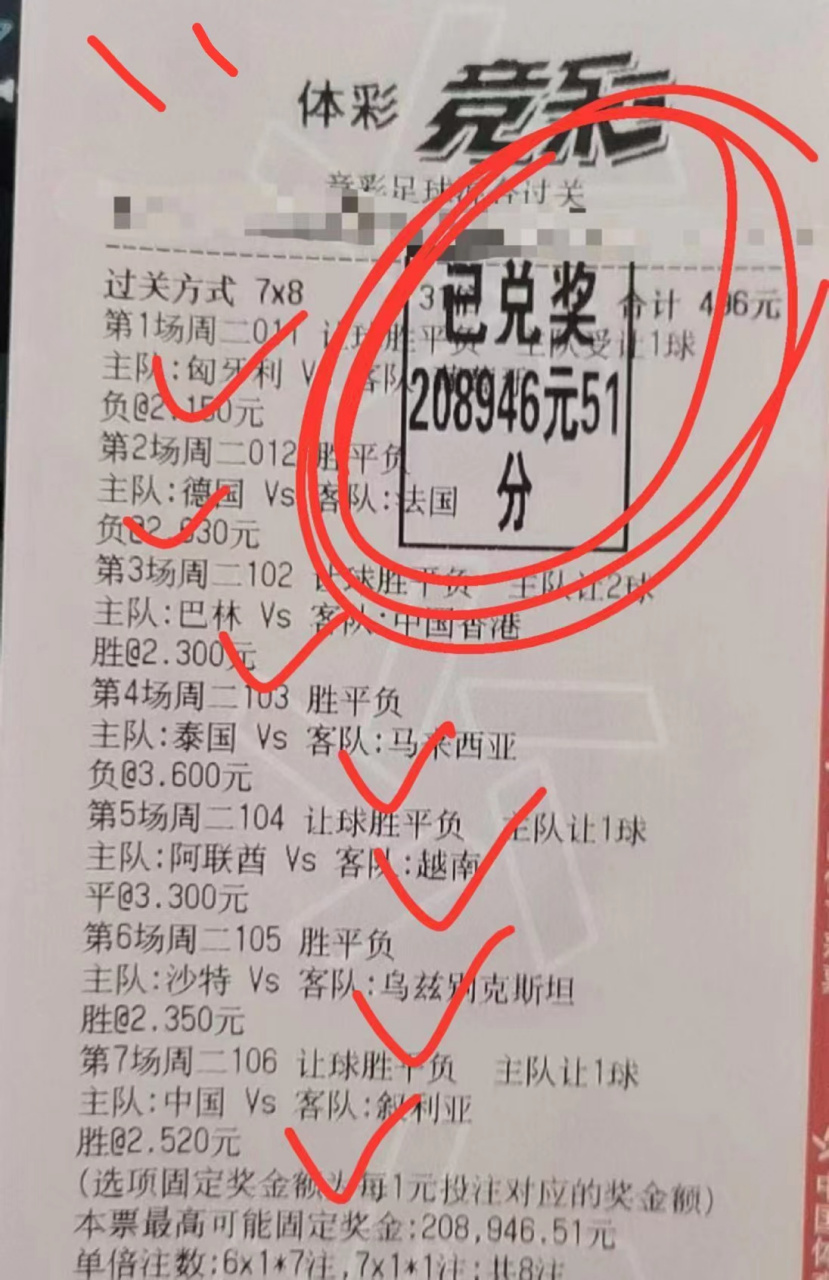 体彩 竞彩
竞彩足球混合过关
过关方式 7x8 合计 496元
已兑奖
208946元51
分
第1场周二011 让球胜平负 主队受让1球
主队:匈牙利 Vs 客队:
负@2.150元
第2场周二012 胜平负
主队:德国 Vs 客队:法国
负@2.030元
第3场周二102 让球胜平负 主队让2球
主队:巴林 Vs 客队:中国香港
胜@2.300元
第4场周二103 胜平负
主队:泰国 Vs 客队:马来西亚
负@3.600元
第5场周二104 让球胜平负 主队让1球
主队:阿联酋 Vs 客队:越南
平@3.300元
第6场周二105 胜平负
主队:沙特 Vs 客队:乌兹别克斯坦
胜@2.350元
第7场周二106 让球胜平负 主队让1球
主队:中国 Vs 客队:叙利亚
胜@2.520元
(选项固定奖金额为每1元投注对应的奖金额)
本票最高可能固定奖金:208,946.51元
单倍注数:6x1*7注,7x1*1注;共8注